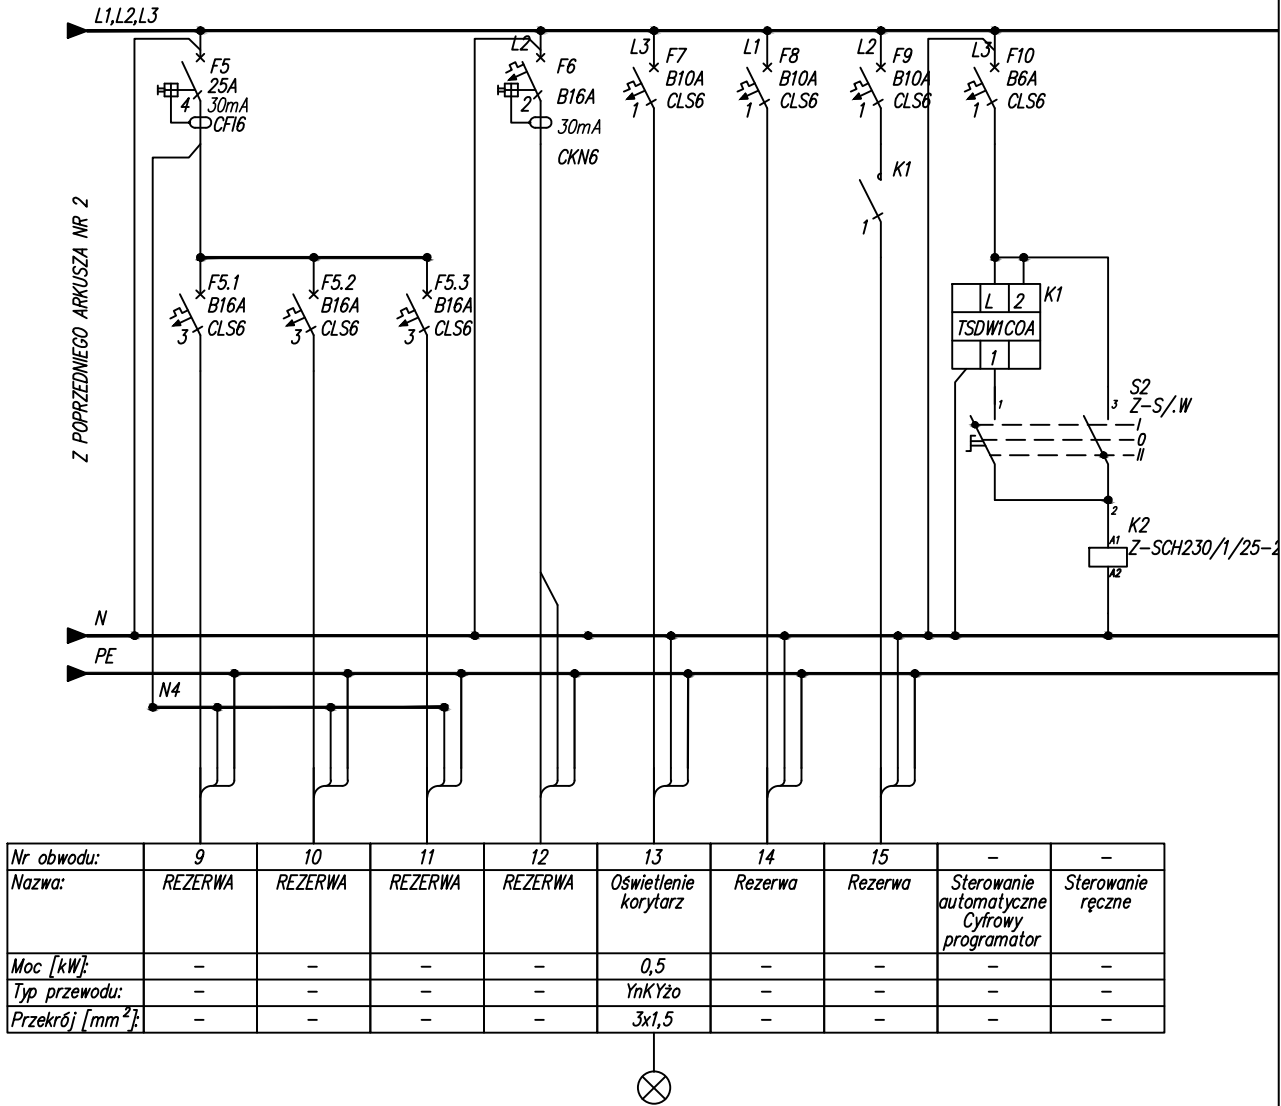 L1,L2,L3
F5
25A
30mA
CFI6
4
L2
F6
B16A
2
30mA
CKN6
L3
F7
B10A
CLS6
1
L1
F8
B10A
CLS6
1
L2
F9
B10A
CLS6
1
L3
F10
B6A
CLS6
1
K1
1
Z POPRZEDNIEGO ARKUSZA NR 2
F5.1
B16A
CLS6
3
F5.2
B16A
CLS6
3
F5.3
B16A
CLS6
3
L 2 K1
TSDW1COA
1
S2
Z-S/.W
1
3
I
0
II
2
K2
A1
Z-SCH230/1/25-2
A2
N
PE
N4
Nr obwodu: 9 10 11 12 13 14 15 - -
Nazwa: REZERWA REZERWA REZERWA REZERWA Oświetlenie Rezerwa Rezerwa Sterowanie Sterowanie
korytarz automatyczne ręczne
Cyfrowy
programator
Moc [kW]: - - - - 0,5 - - - -
Typ przewodu: - - - - YnKYżo - - - -
Przekrój [mm²]: - - - - 3x1,5 - - - -